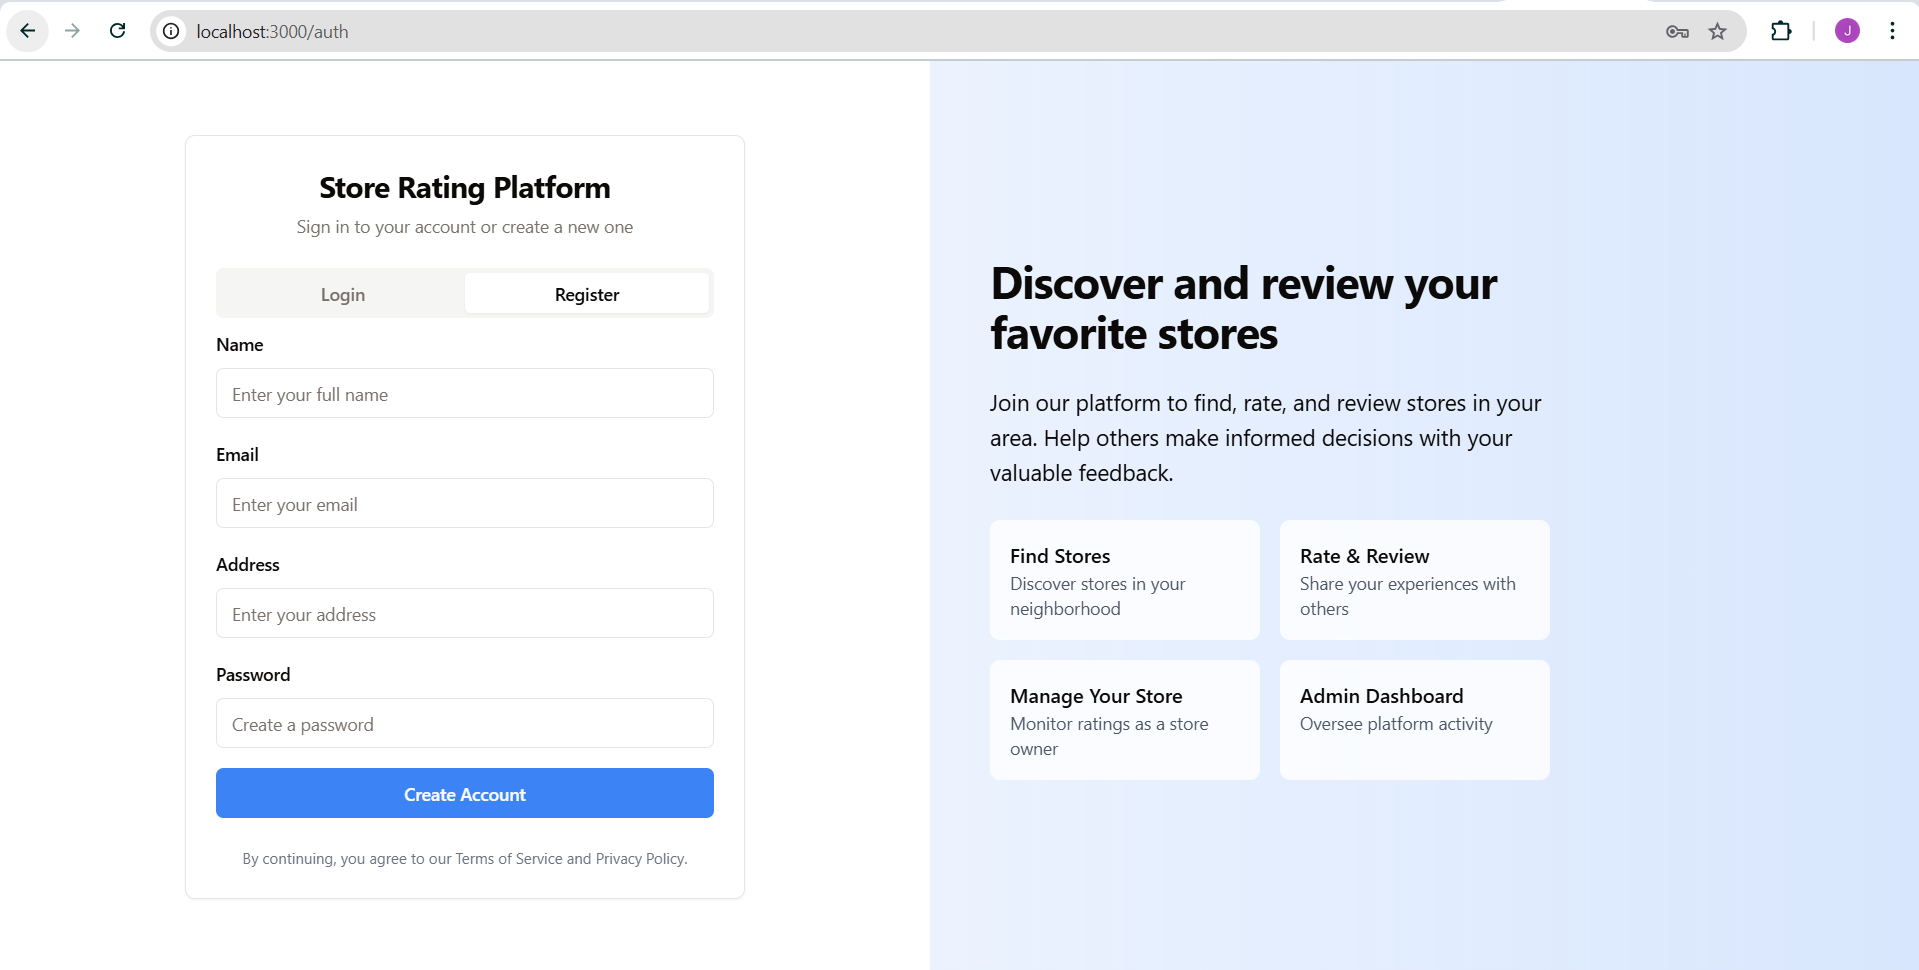 localhost:3000/auth
J
Store Rating Platform
Sign in to your account or create a new one
Login
Register
Name
Enter your full name
Email
Enter your email
Address
Enter your address
Password
Create a password
Create Account
By continuing, you agree to our Terms of Service and Privacy Policy.
Discover and review your
favorite stores
Join our platform to find, rate, and review stores in your
area. Help others make informed decisions with your
valuable feedback.
Find Stores
Discover stores in your
neighborhood
Rate & Review
Share your experiences with
others
Manage Your Store
Monitor ratings as a store
owner
Admin Dashboard
Oversee platform activity